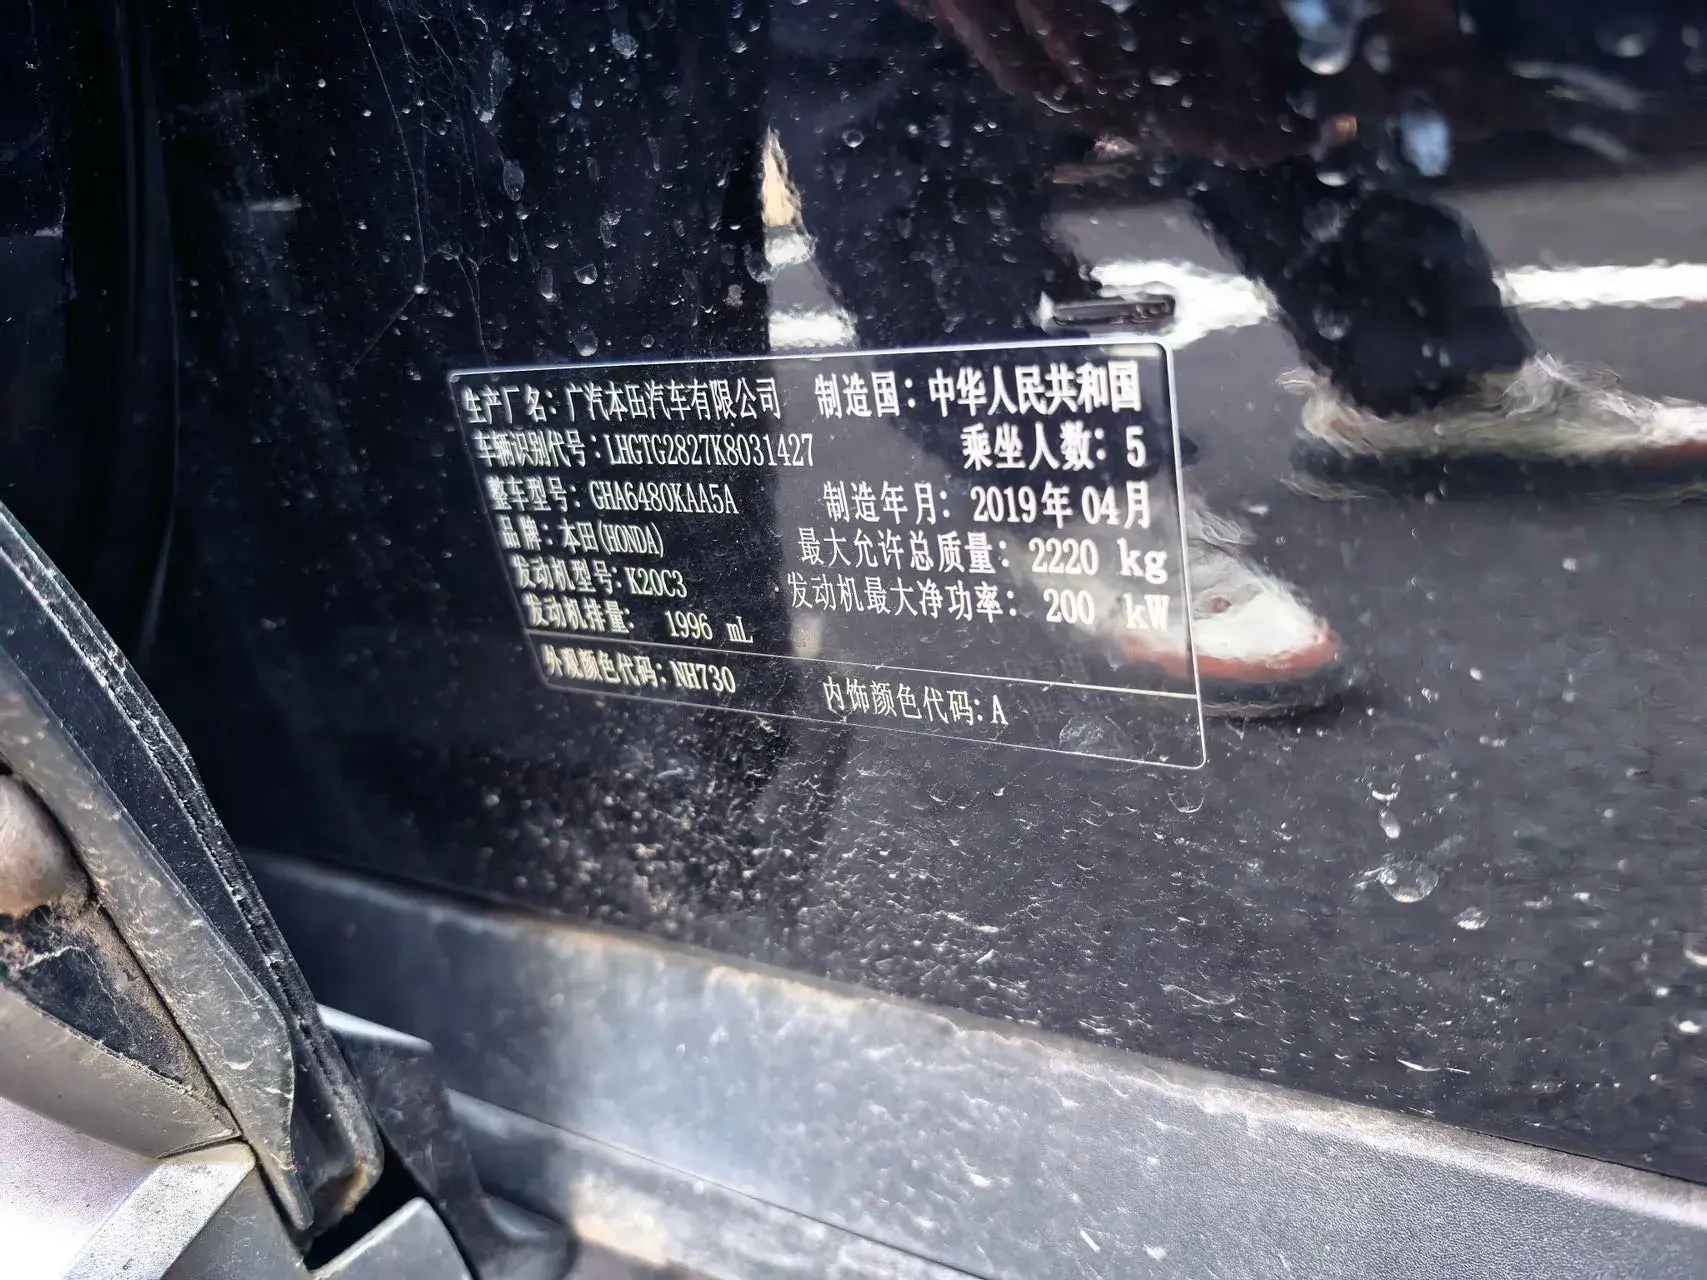 生产厂名：广汽本田汽车有限公司 制造国：中华人民共和国
车辆识别代号：LHGTG2827K8031427 乘坐人数：5
整车型号：GHA6480KAA5A 制造年月：2019年04月
品牌：本田(HONDA) 最大允许总质量：2220 kg
发动机型号：K20C3 发动机最大净功率：200 kW
发动机排量： 1996 mL
外观颜色代码：NH730 内饰颜色代码：A